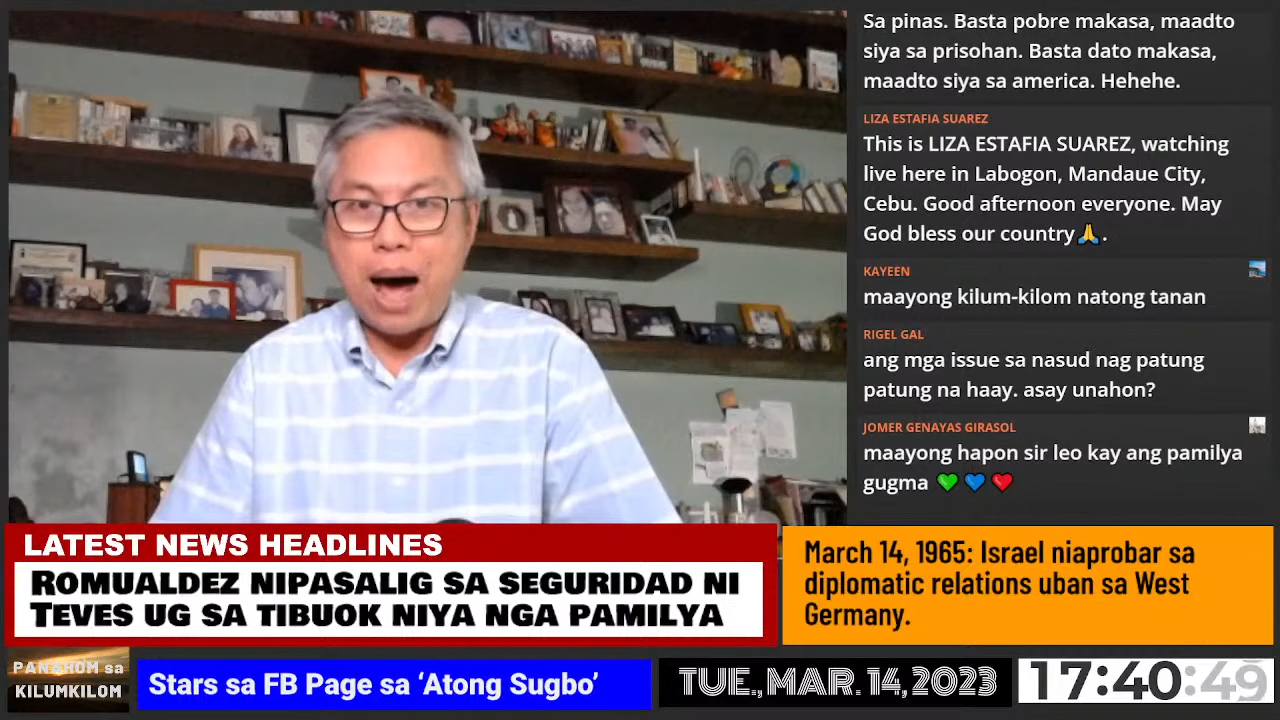 Sa pinas. Basta pobre makasa, maadto
siya sa prisohan. Basta dato makasa,
maadto siya sa america. Hehehe.
LIZA ESTAFIA SUAREZ
This is LIZA ESTAFIA SUAREZ, watching
live here in Labogon, Mandaue City,
Cebu. Good afternoon everyone. May
God bless our country🙏.
KAYEEN
maayong kilum-kilom natong tanan
RIGEL GAL
ang mga issue sa nasud nag patung
patung na haay. asay unahon?
JOMER GENAYAS GIRASOL
maayong hapon sir leo kay ang pamilya
gugma 💚 💙 ❤️
LATEST NEWS HEADLINES
ROMUALDEZ NIPASALIG SA SEGURIDAD NI
TEVES UG SA TIBUOK NIYA NGA PAMILYA
March 14, 1965: Israel niaprobar sa
diplomatic relations uban sa West
Germany.
PANAHOM sa
KILUMKILOM
Stars sa FB Page sa ‘Atong Sugbo’
TUE., MAR. 14, 2023
17:40:49